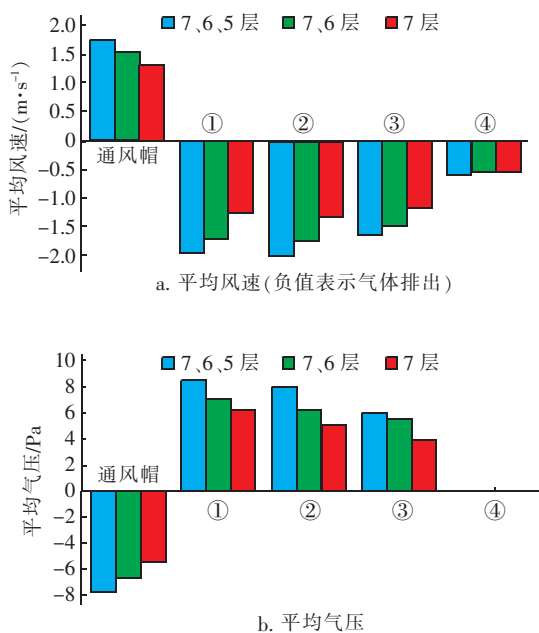 7、6、5 层 7、6 层 7 层
平均风速/(m·s⁻¹)
2.0
1.5
1.0
0.5
0
-0.5
-1.0
-1.5
-2.0
通风帽 ① ② ③ ④
a. 平均风速(负值表示气体排出)
7、6、5 层 7、6 层 7 层
平均气压/Pa
10
8
6
4
2
0
-2
-4
-6
-8
通风帽 ① ② ③ ④
b. 平均气压